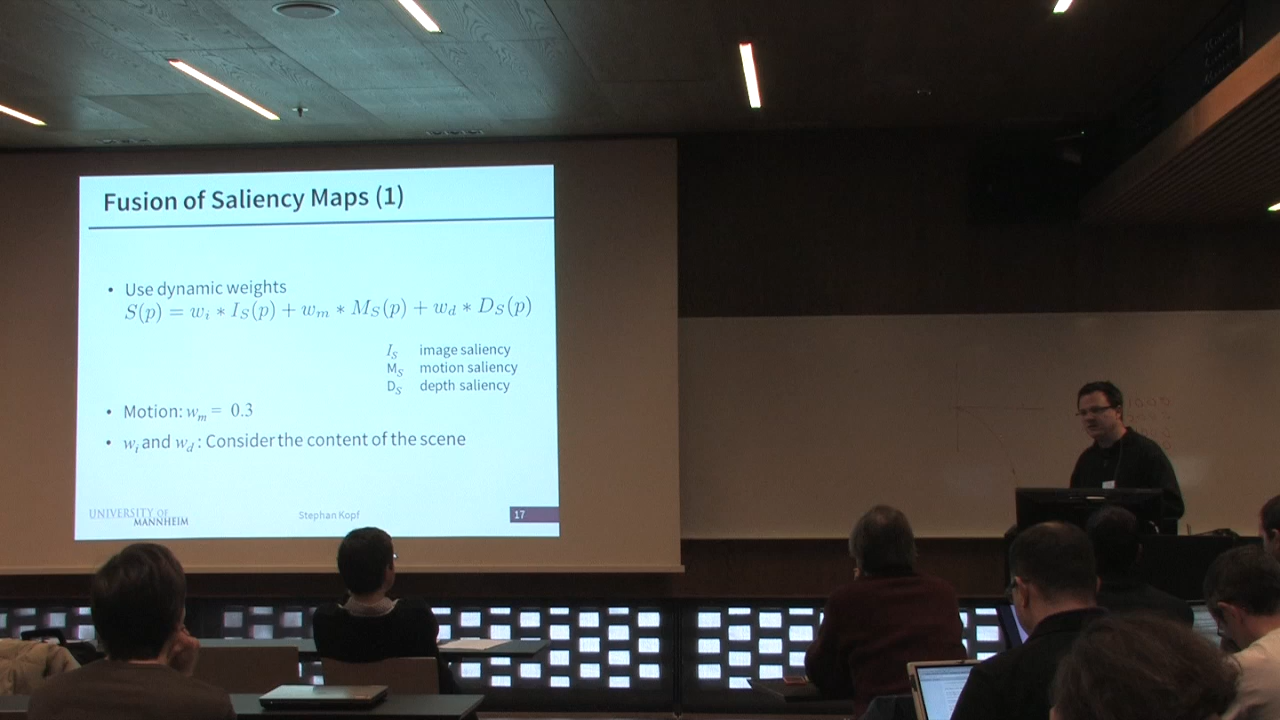 Fusion of Saliency Maps (1)
• Use dynamic weights
S(p) = w_i * I_S(p) + w_m * M_S(p) + w_d * D_S(p)
I_S image saliency
M_S motion saliency
D_S depth saliency
• Motion: w_m = 0.3
• w_i and w_d : Consider the content of the scene
UNIVERSITY OF
MANNHEIM
Stephan Kopf
17